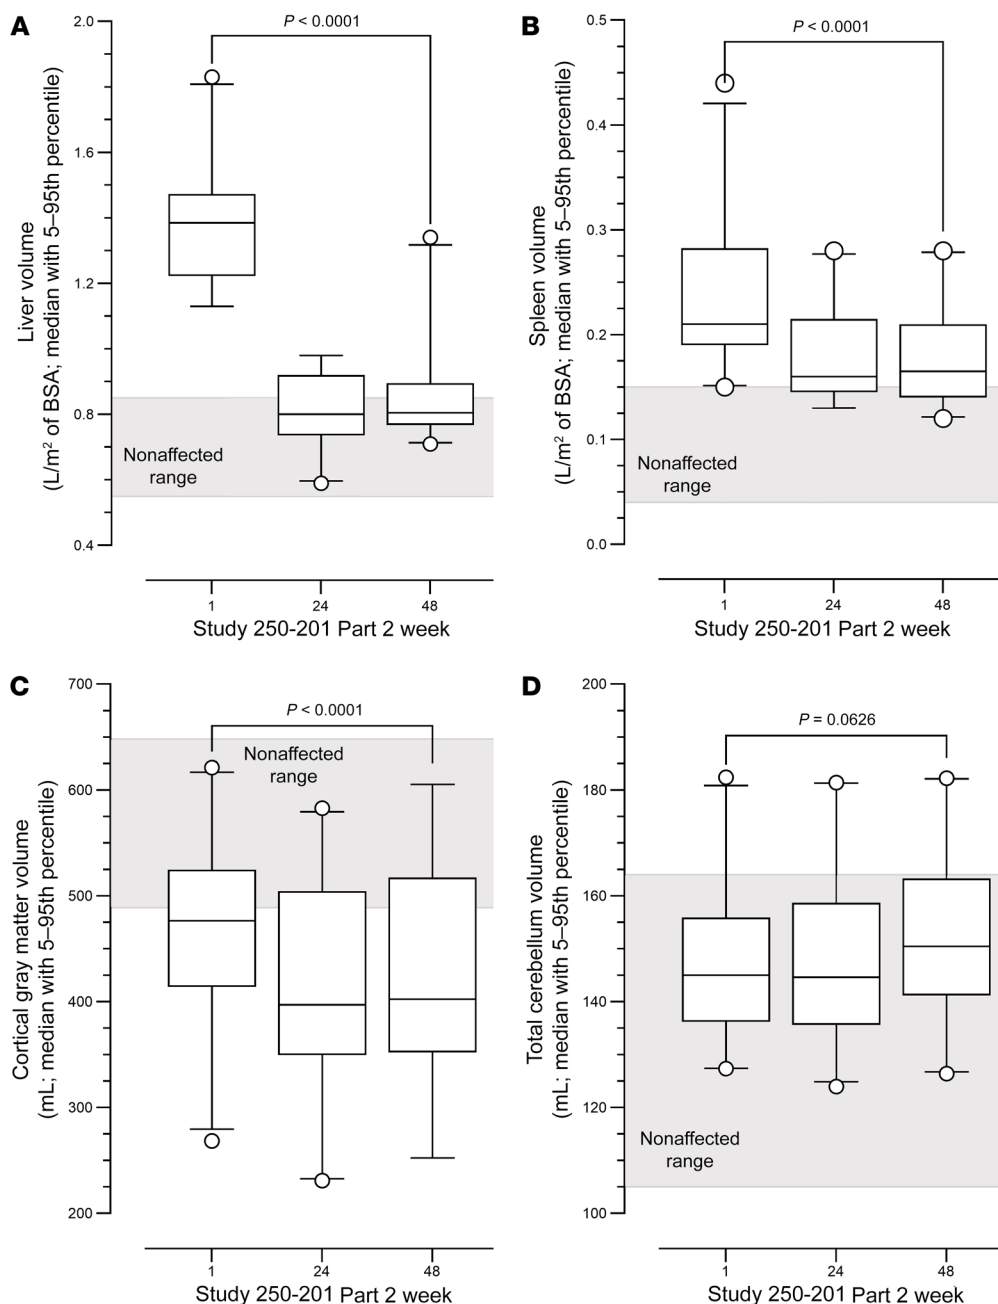 A
P < 0.0001
Liver volume
(L/m² of BSA; median with 5–95th percentile)
2.0
1.6
1.2
0.8
0.4
Nonaffected
range
1
24
48
Study 250-201 Part 2 week
B
P < 0.0001
Spleen volume
(L/m² of BSA; median with 5–95th percentile)
0.5
0.4
0.3
0.2
0.1
0.0
Nonaffected
range
1
24
48
Study 250-201 Part 2 week
C
P < 0.0001
Cortical gray matter volume
(mL; median with 5–95th percentile)
700
600
500
400
300
200
Nonaffected
range
1
24
48
Study 250-201 Part 2 week
D
P = 0.0626
Total cerebellum volume
(mL; median with 5–95th percentile)
200
180
160
140
120
100
Nonaffected
range
1
24
48
Study 250-201 Part 2 week